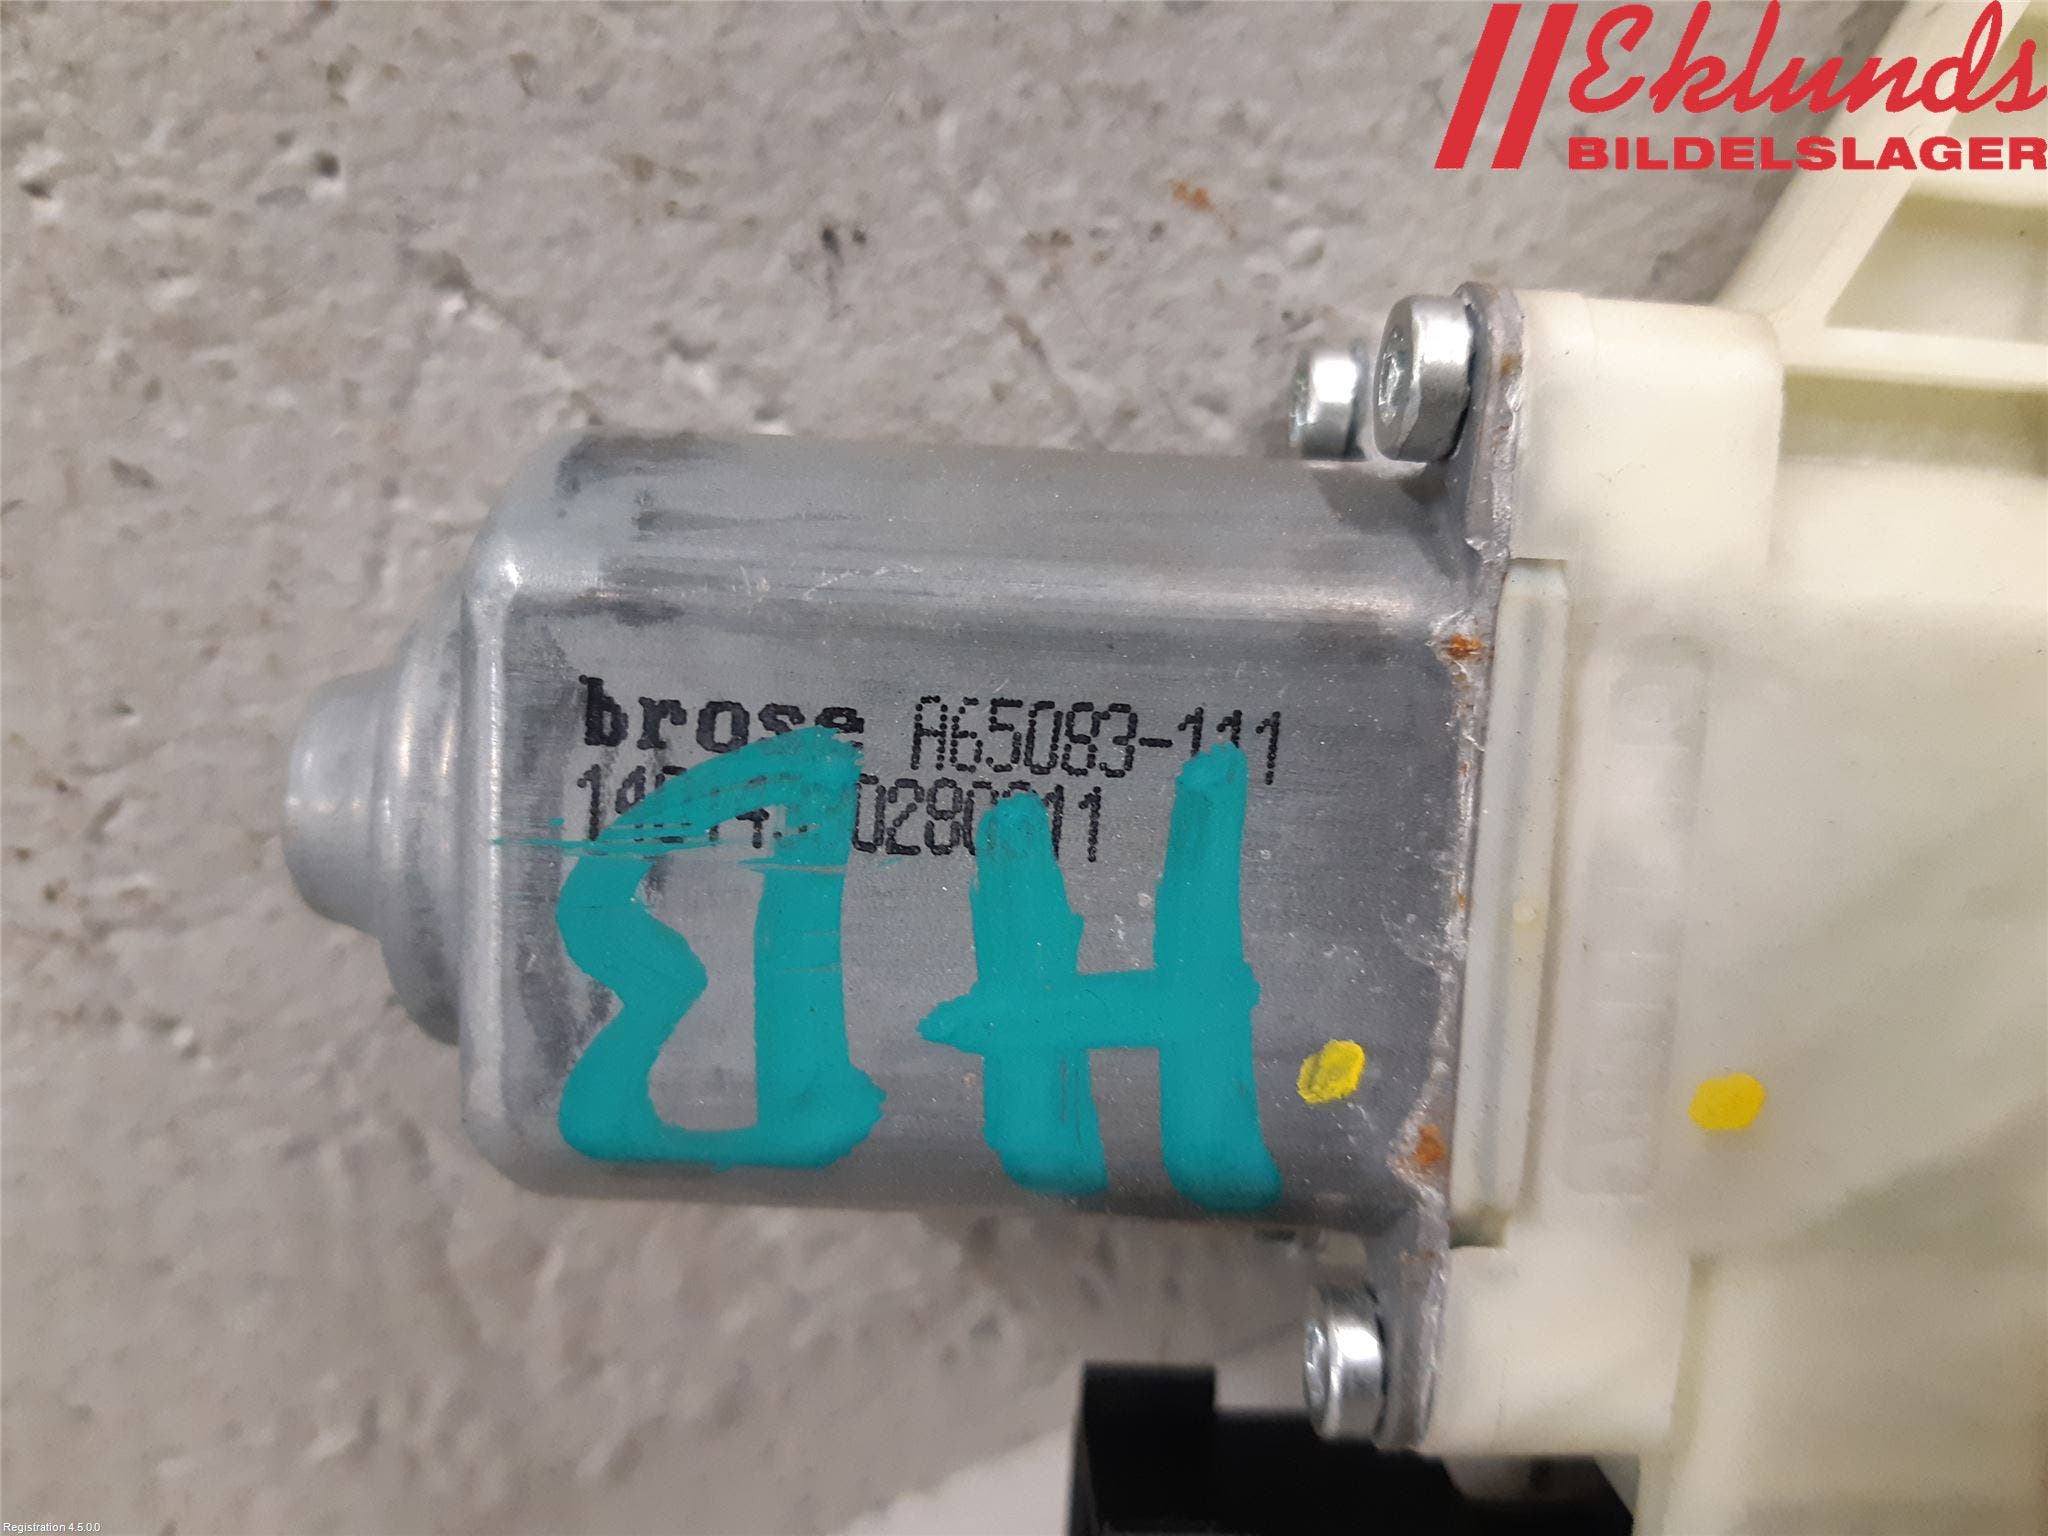 Eklunds
BILDELSLAGER
brose A65083-111
BH
Registration 4.5.0.0